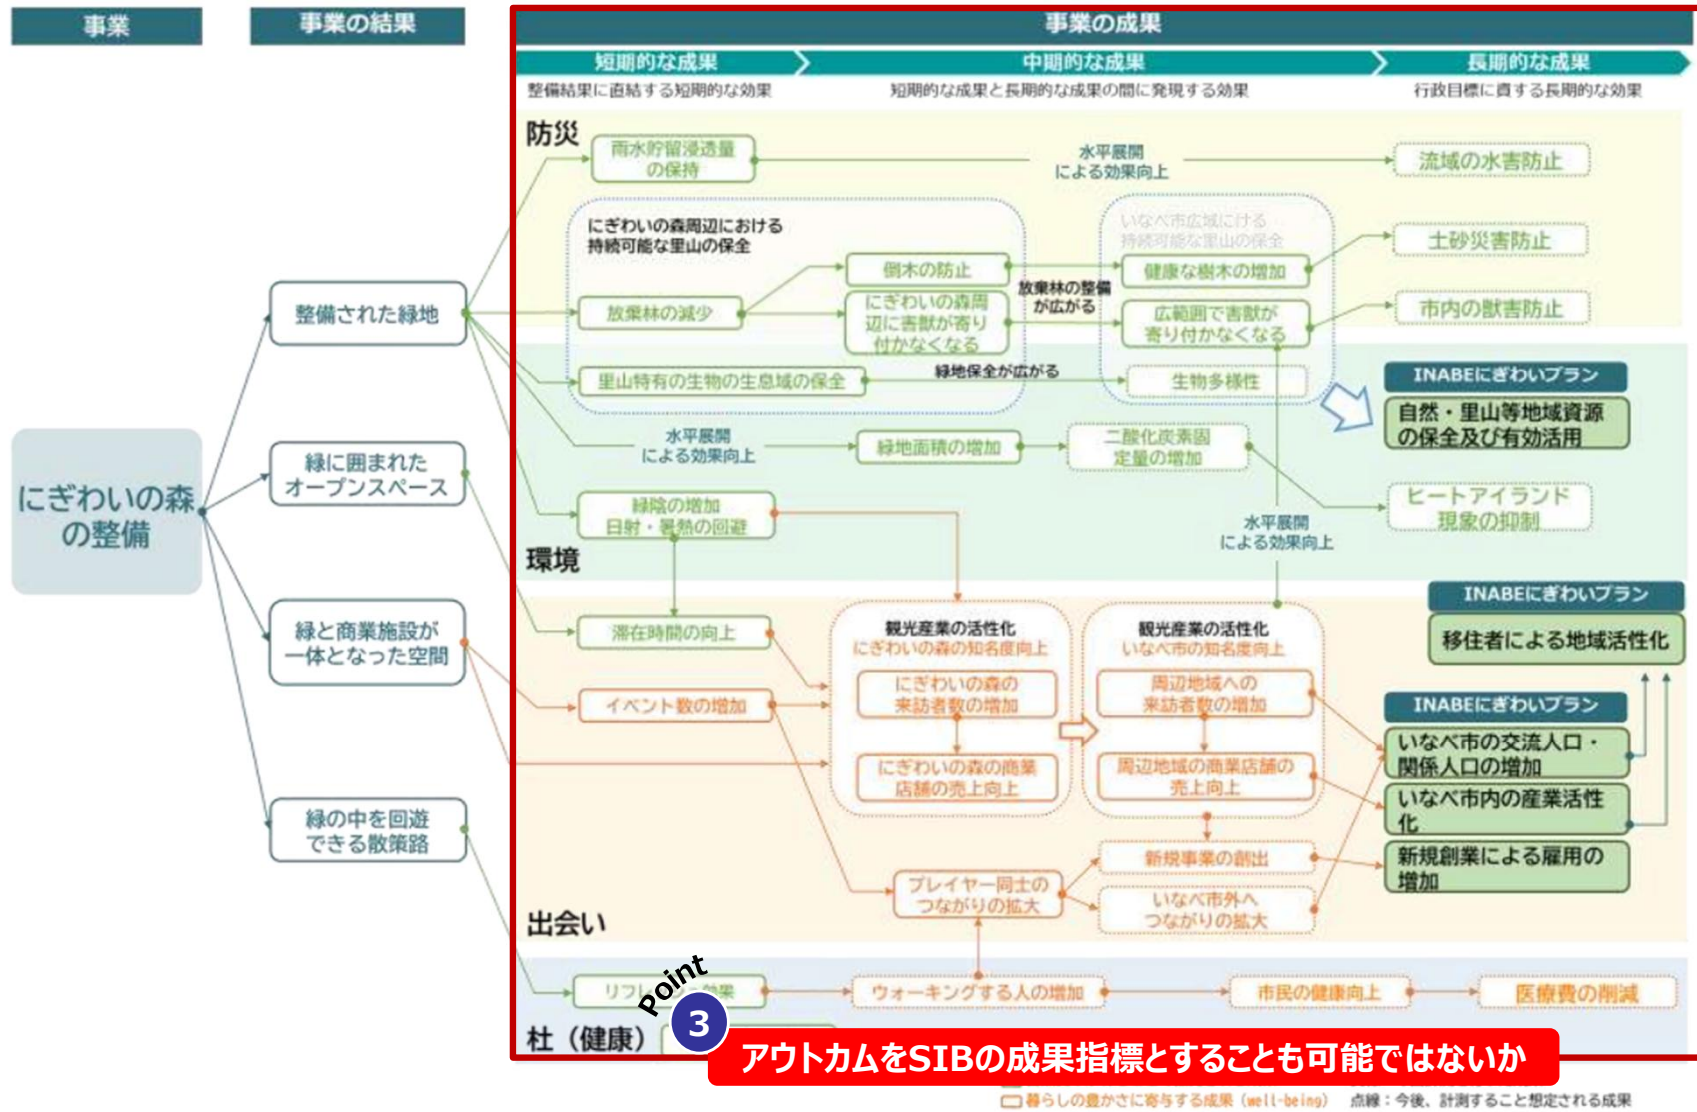 事業
事業の結果
事業の成果
短期的な成果
中期的な成果
長期的な成果
整備結果に直結する短期的な効果
短期的な成果と長期的な成果の間に発現する効果
行政目標に資する長期的な効果
にぎわいの森
の整備
整備された緑地
緑に囲まれた
オープンスペース
緑と商業施設が
一体となった空間
緑の中を回遊
できる散策路
防災
雨水貯留浸透量
の保持
水平展開
による効果向上
流域の水害防止
にぎわいの森周辺における
持続可能な里山の保全
いなべ市広域にける
持続可能な里山の保全
土砂災害防止
倒木の防止
健康な樹木の増加
放棄林の整備
が広がる
放棄林の減少
にぎわいの森周
辺に害獣が寄り
付かなくなる
広範囲で害獣が
寄り付かなくなる
市内の獣害防止
里山特有の生物の生息域の保全
緑地保全が広がる
生物多様性
INABEにぎわいプラン
自然・里山等地域資源
の保全及び有効活用
水平展開
による効果向上
緑地面積の増加
二酸化炭素固
定量の増加
緑陰の増加
日射・暑熱の回避
ヒートアイランド
現象の抑制
水平展開
による効果向上
環境
滞在時間の向上
観光産業の活性化
にぎわいの森の知名度向上
にぎわいの森の
来訪者数の増加
にぎわいの森の商業
店舗の売上向上
観光産業の活性化
いなべ市の知名度向上
周辺地域への
来訪者数の増加
周辺地域の商業店舗の
売上向上
INABEにぎわいプラン
移住者による地域活性化
イベント数の増加
INABEにぎわいプラン
いなべ市の交流人口・
関係人口の増加
いなべ市内の産業活性
化
新規創業による雇用の
増加
新規事業の創出
プレイヤー同士の
つながりの拡大
いなべ市外へ
つながりの拡大
出会い
リフレ
効果
ウォーキングする人の増加
市民の健康向上
医療費の削減
杜（健康）
Point
3
アウトカムをSIBの成果指標とすることも可能ではないか
暮らしの豊かさに寄与する成果（well-being）
点線：今後、計測すること想定される成果